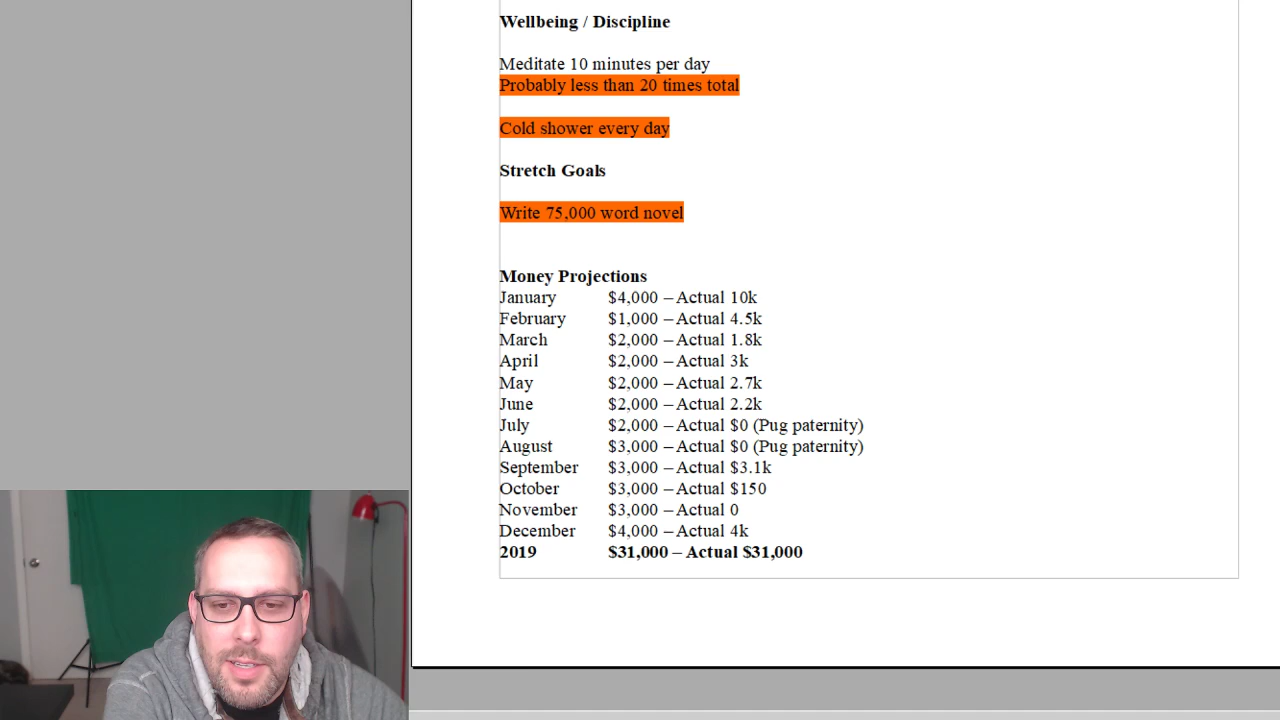 Wellbeing / Discipline
Meditate 10 minutes per day
Probably less than 20 times total
Cold shower every day
Stretch Goals
Write 75,000 word novel
Money Projections
January $4,000 – Actual 10k
February $1,000 – Actual 4.5k
March $2,000 – Actual 1.8k
April $2,000 – Actual 3k
May $2,000 – Actual 2.7k
June $2,000 – Actual 2.2k
July $2,000 – Actual $0 (Pug paternity)
August $3,000 – Actual $0 (Pug paternity)
September $3,000 – Actual $3.1k
October $3,000 – Actual $150
November $3,000 – Actual 0
December $4,000 – Actual 4k
2019 $31,000 – Actual $31,000